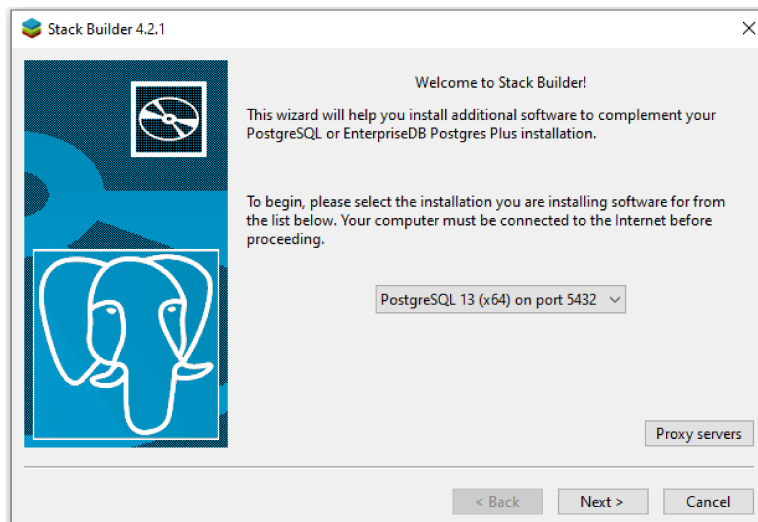 Stack Builder 4.2.1
Welcome to Stack Builder!
This wizard will help you install additional software to complement your
PostgreSQL or EnterpriseDB Postgres Plus installation.
To begin, please select the installation you are installing software for from
the list below. Your computer must be connected to the Internet before
proceeding.
PostgreSQL 13 (x64) on port 5432
Proxy servers
< Back
Next >
Cancel